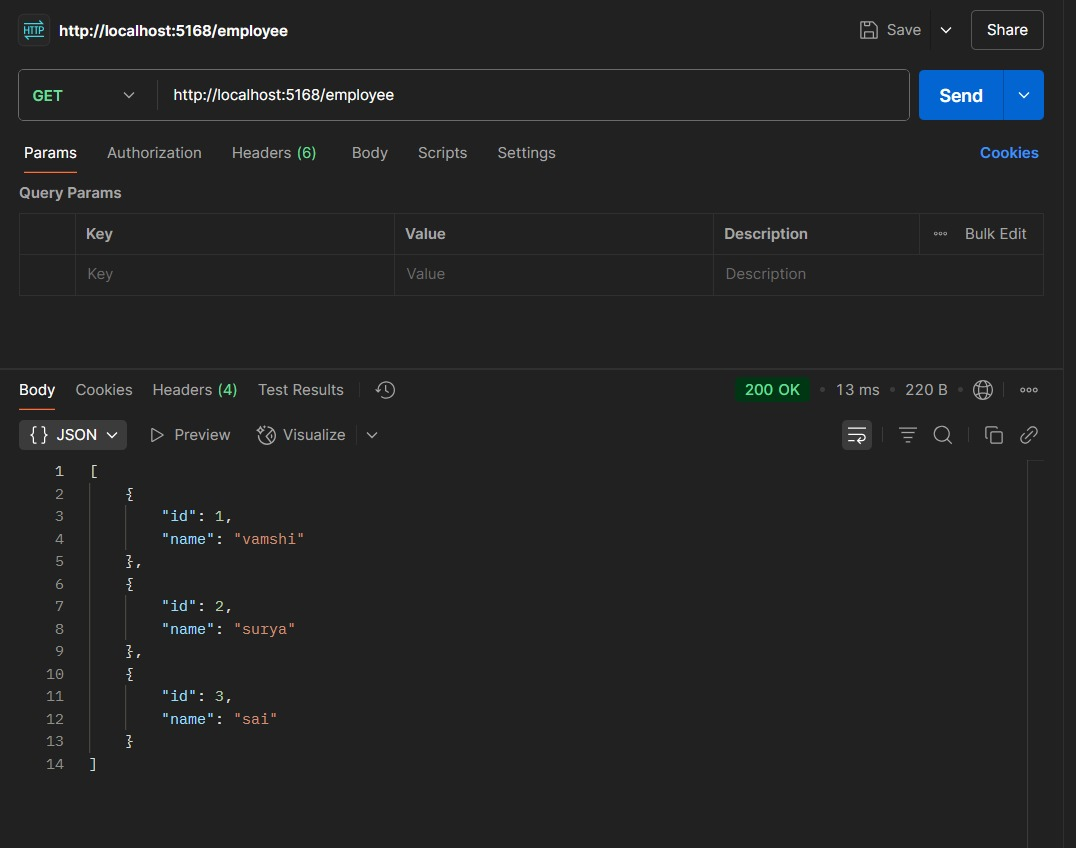 HTTP http://localhost:5168/employee Save Share
GET http://localhost:5168/employee Send
Params Authorization Headers (6) Body Scripts Settings Cookies
Query Params
Key Value Description Bulk Edit
Key Value Description
Body Cookies Headers (4) Test Results 200 OK • 13 ms • 220 B •
{} JSON Preview Visualize
1 [
2 {
3 "id": 1,
4 "name": "vamshi"
5 },
6 {
7 "id": 2,
8 "name": "surya"
9 },
10 {
11 "id": 3,
12 "name": "sai"
13 }
14 ]